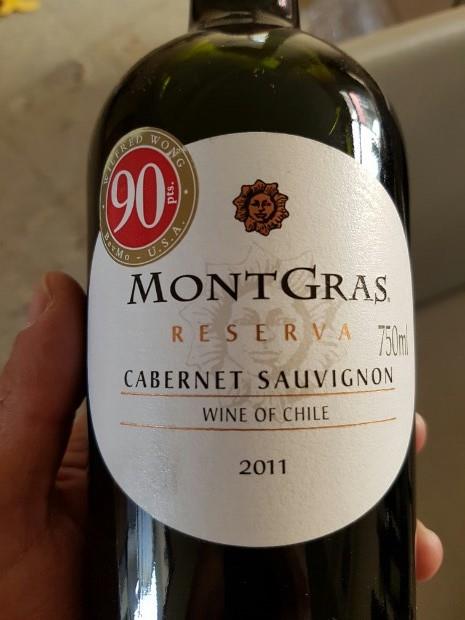 WILFRED WONG
90 pts.
BevMo - U.S.A.
MONTGRAS
RESERVA
750ml
CABERNET SAUVIGNON
WINE OF CHILE
2011